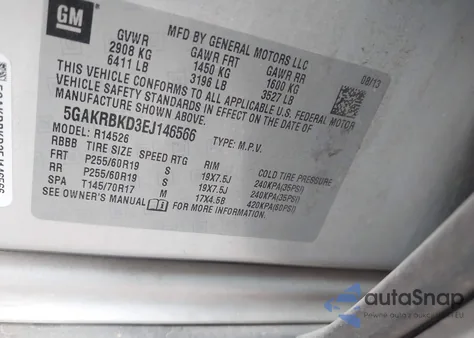 GM
MFD BY GENERAL MOTORS LLC
08/13
GVWR GAWR FRT GAWR RR
2908 KG 1450 KG 1600 KG
6411 LB 3196 LB 3527 LB
THIS VEHICLE CONFORMS TO ALL APPLICABLE U.S. FEDERAL MOTOR
VEHICLE SAFETY STANDARDS IN EFFECT ON THE DATE OF
MANUFACTURE SHOWN ABOVE.
5GAKRBKD3EJ146566 TYPE: M.P.V.
MODEL: R14526
RBBB TIRE SIZE SPEED RTG RIM COLD TIRE PRESSURE
FRT P255/60R19 S 19X7.5J 240KPA(35PSI)
RR P255/60R19 S 19X7.5J 240KPA(35PSI)
SPA T145/70R17 M 17X4.5B 420KPA(60PSI)
SEE OWNER'S MANUAL FOR MORE INFORMATION.
autaSnap